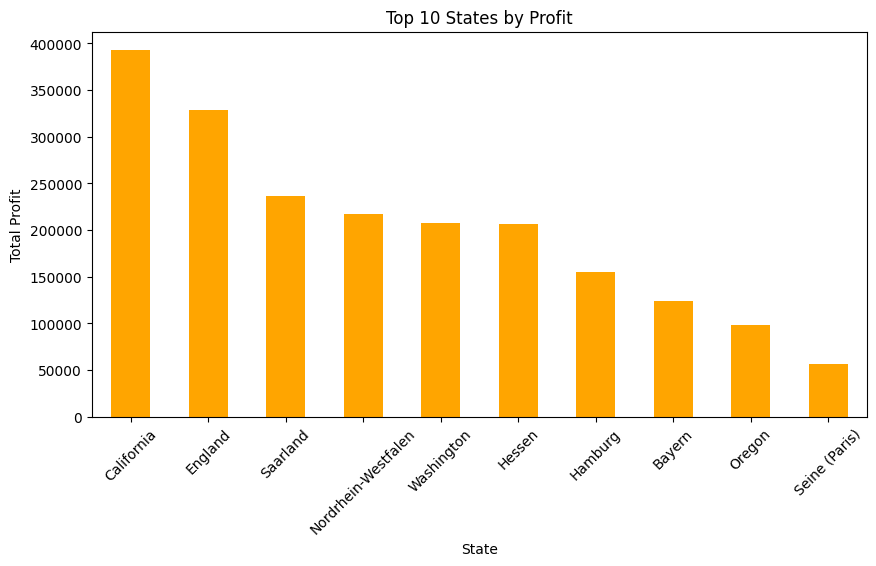 Top 10 States by Profit
Total Profit
400000
350000
300000
250000
200000
150000
100000
50000
0
California
England
Saarland
Nordrhein-Westfalen
Washington
Hessen
Hamburg
Bayern
Oregon
Seine (Paris)
State